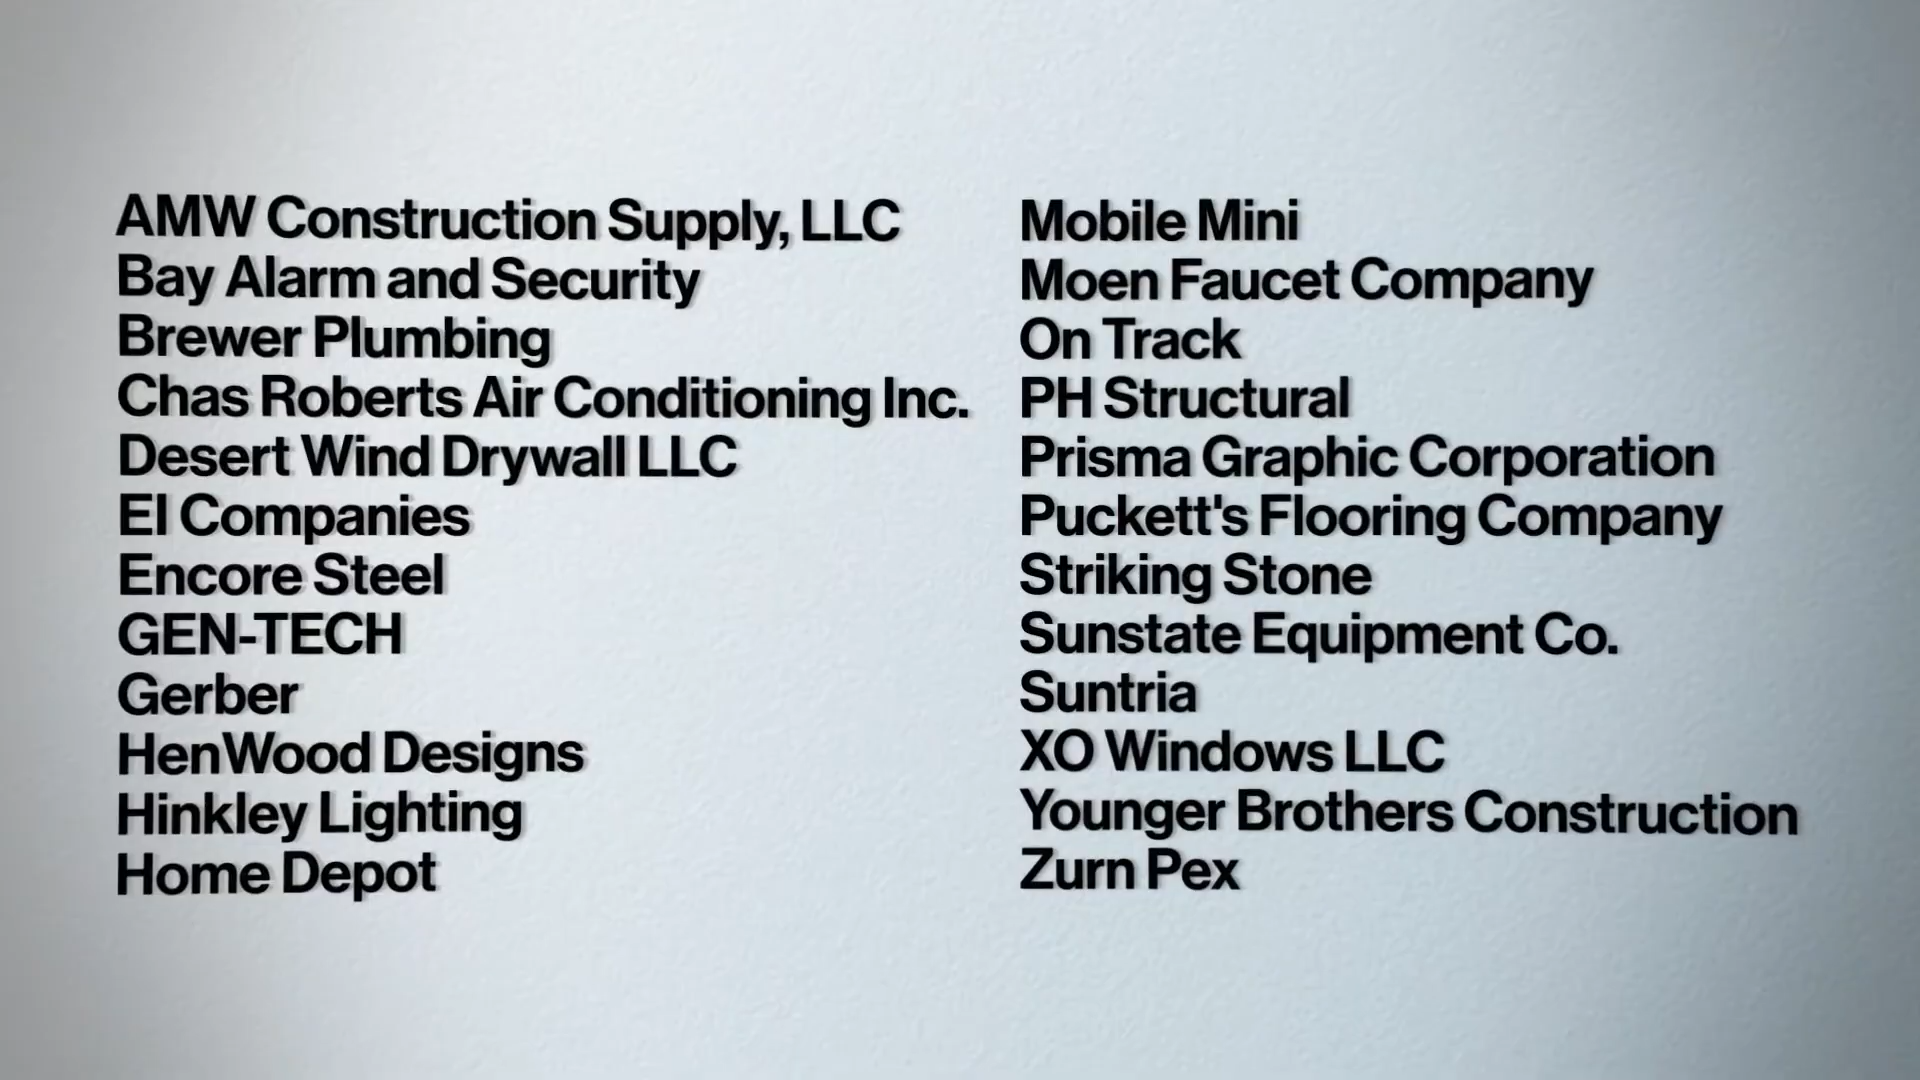 AMW Construction Supply, LLC
Bay Alarm and Security
Brewer Plumbing
Chas Roberts Air Conditioning Inc.
Desert Wind Drywall LLC
EI Companies
Encore Steel
GEN-TECH
Gerber
HenWood Designs
Hinkley Lighting
Home Depot
Mobile Mini
Moen Faucet Company
On Track
PH Structural
Prisma Graphic Corporation
Puckett's Flooring Company
Striking Stone
Sunstate Equipment Co.
Suntria
XO Windows LLC
Younger Brothers Construction
Zurn Pex